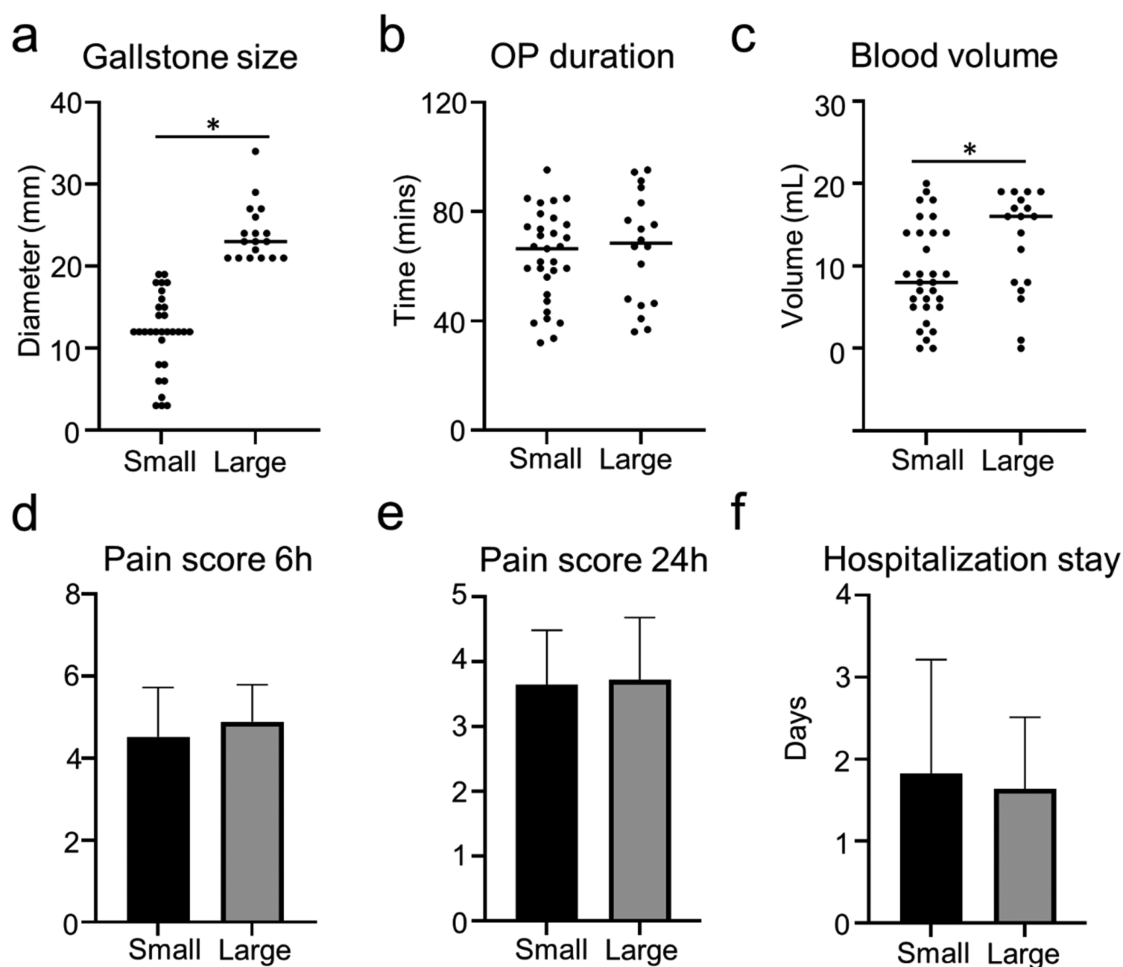 a
Gallstone size
Diameter (mm)
40
30
20
10
0
*
Small Large
b
OP duration
Time (mins)
120
80
40
0
Small Large
c
Blood volume
Volume (mL)
30
20
10
0
*
Small Large
d
Pain score 6h
8
6
4
2
0
Small Large
e
Pain score 24h
5
4
3
2
1
0
Small Large
f
Hospitalization stay
Days
4
3
2
1
0
Small Large